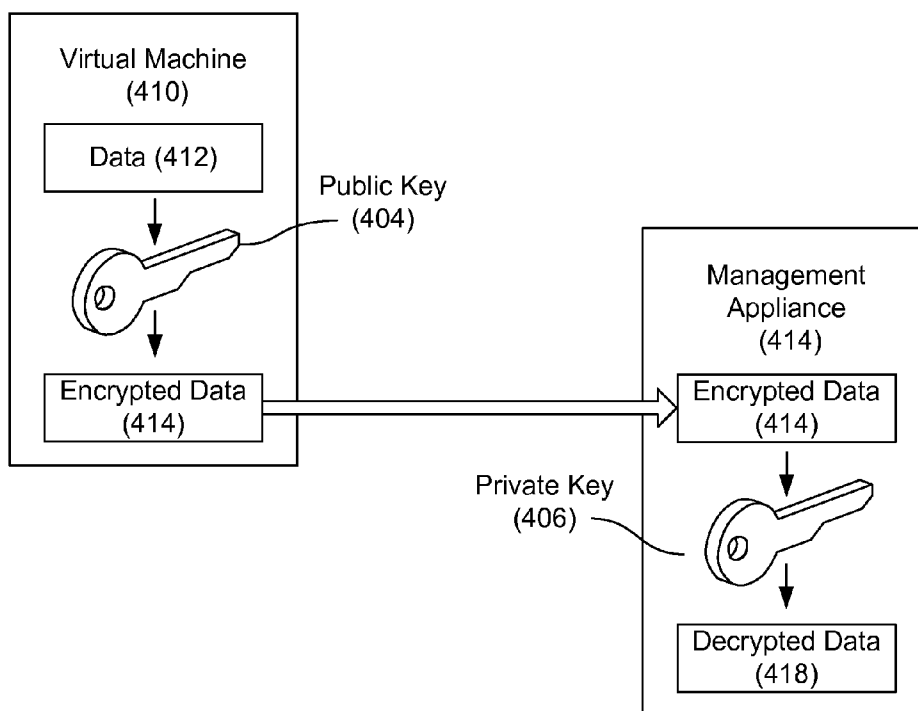 Virtual Machine
(410)
Data (412)
Public Key
(404)
Encrypted Data
(414)
Management
Appliance
(414)
Encrypted Data
(414)
Private Key
(406)
Decrypted Data
(418)